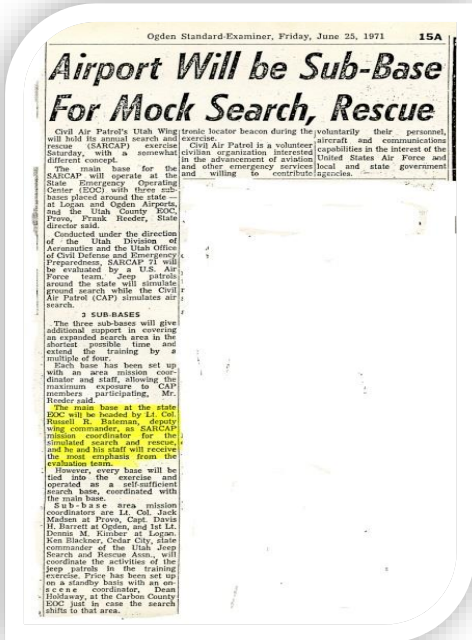 Ogden Standard-Examiner, Friday, June 25, 1971 15A
Airport Will be Sub-Base
For Mock Search, Rescue
Civil Air Patrol's Utah Wing
will hold its annual search and
rescue (SARCAP) exercise
Saturday, with a somewhat
different concept.
The main base for the
SARCAP will operate at the
State Emergency Operating
Center (EOC) with three sub-
bases placed around the state —
at Logan and Ogden Airports,
and the Utah County EOC,
Provo, Frank Reeder, State
director said.
Conducted under the direction
of the Utah Division of
Aeronautics and the Utah Office
of Civil Defense and Emergency
Preparedness, SARCAP 71 will
be evaluated by a U.S. Air
Force team. Jeep patrols
around the state will simulate
ground search while the Civil
Air Patrol (CAP) simulates air
search.
3 SUB-BASES
The three sub-bases will give
additional support in covering
an expanded search area in the
shortest possible time and
extend the training by a
multiple of four.
Each base has been set up
with an area mission coor-
dinator and staff, allowing the
maximum exposure to CAP
members participating, Mr.
Reeder said.
The main base at the state
EOC will be headed by Lt. Col.
Russell R. Bateman, deputy
wing commander, as SARCAP
mission coordinator for the
simulated search and rescue,
and he and his staff will receive
the most emphasis from the
evaluation team.
However, every base will be
tied into the exercise and
operated as a self-sufficient
search base, coordinated with
the main base.
Sub-base area mission
coordinators are Lt. Col. Jack
Madsen at Provo, Capt. Davis
H. Barrett at Ogden, and 1st Lt.
Dennis M. Kimber at Logan.
Ken Blackner, Cedar City, state
commander of the Utah Jeep
Search and Rescue Assn., will
coordinate the activities of the
jeep patrols in the training
exercise. Price has been set up
on a standby basis with an on-
scene coordinator, Dean
Holdaway, at the Carbon County
EOC just in case the search
shifts to that area.
tronic locator beacon during the
exercise.
Civil Air Patrol is a volunteer
civilian organization interested
in the advancement of aviation
and other emergency services
and willing to contribute
voluntarily their personnel,
aircraft and communications
capabilities in the interest of the
United States Air Force and
local and state government
agencies.